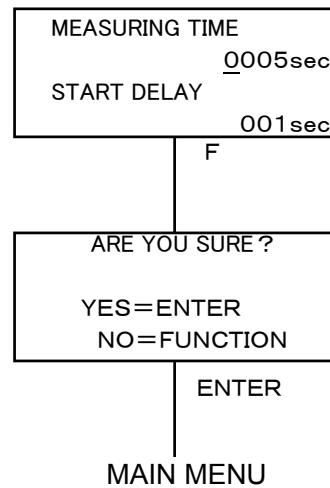 MEASURING TIME
0005sec
START DELAY
001sec
F
ARE YOU SURE？
YES＝ENTER
NO＝FUNCTION
ENTER
MAIN MENU